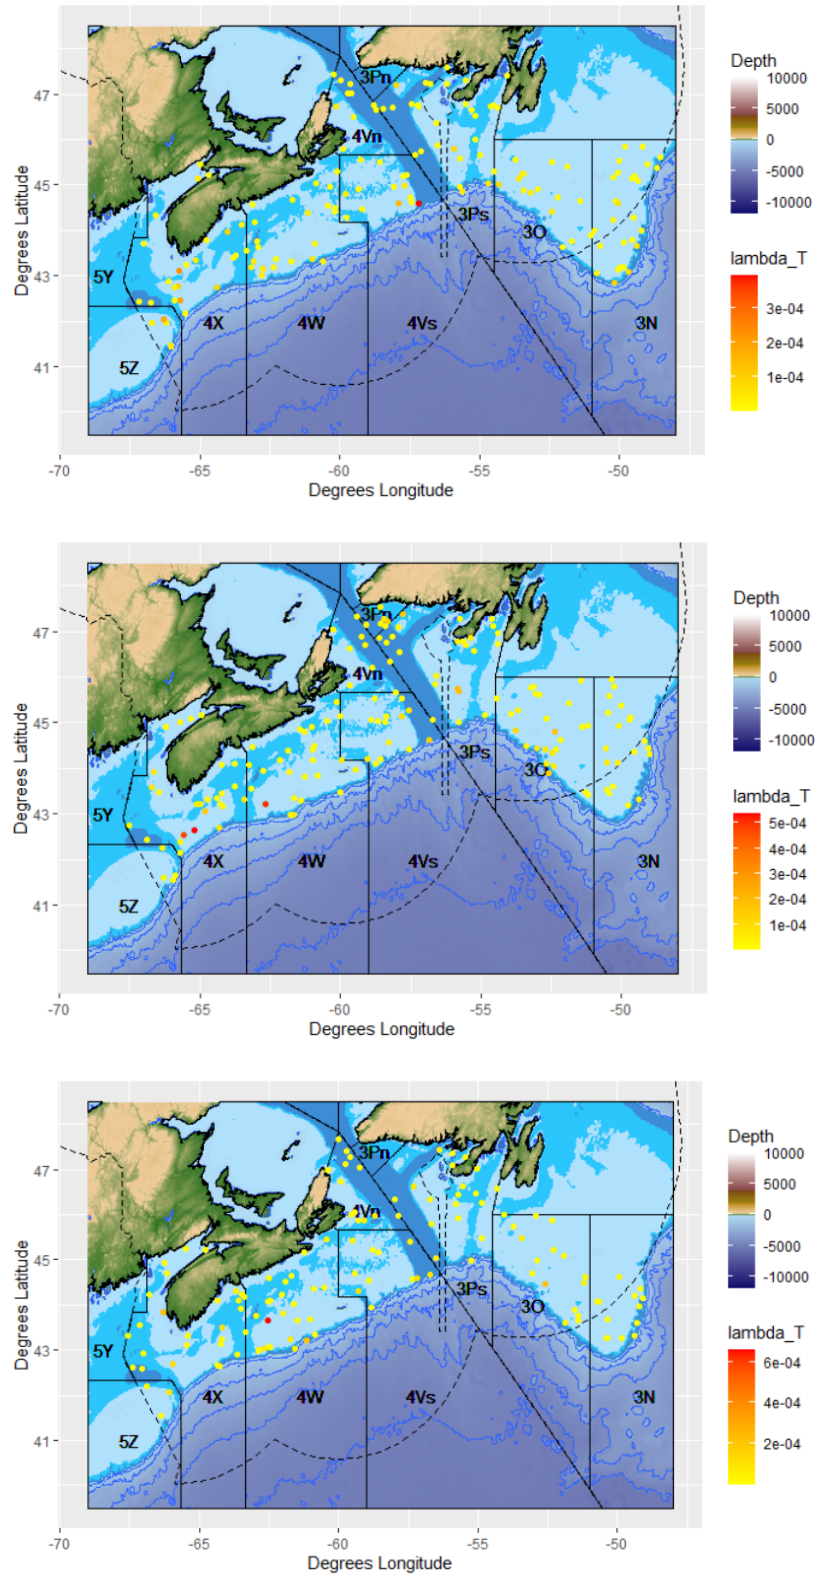 Degrees Latitude
47
45
43
41
3Pn
4Vn
3Ps
3O
5Y
4X
4W
4Vs
3N
5Z
-70
-65
-60
-55
-50
Degrees Longitude
Depth
10000
5000
0
-5000
-10000
lambda_T
3e-04
2e-04
1e-04
Degrees Latitude
47
45
43
41
3Pn
4Vn
3Ps
3O
5Y
4X
4W
4Vs
3N
5Z
-70
-65
-60
-55
-50
Degrees Longitude
Depth
10000
5000
0
-5000
-10000
lambda_T
5e-04
4e-04
3e-04
2e-04
1e-04
Degrees Latitude
47
45
43
41
3Pn
4Vn
3Ps
3O
5Y
4X
4W
4Vs
3N
5Z
-70
-65
-60
-55
-50
Degrees Longitude
Depth
10000
5000
0
-5000
-10000
lambda_T
6e-04
4e-04
2e-04